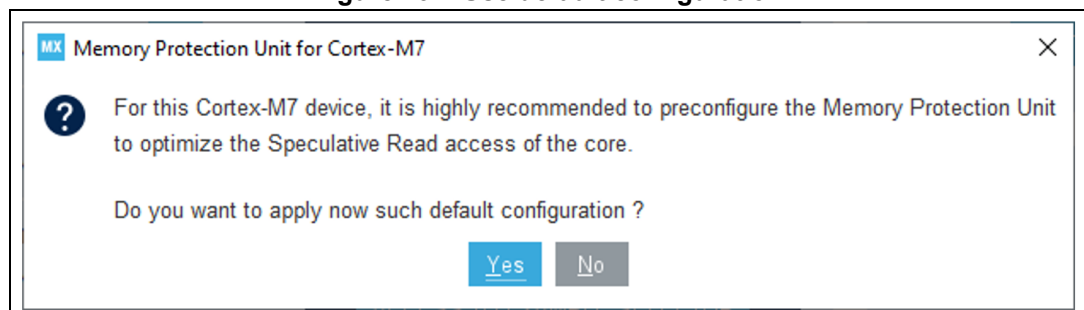 MX Memory Protection Unit for Cortex-M7
For this Cortex-M7 device, it is highly recommended to preconfigure the Memory Protection Unit
to optimize the Speculative Read access of the core.
Do you want to apply now such default configuration ?
Yes No